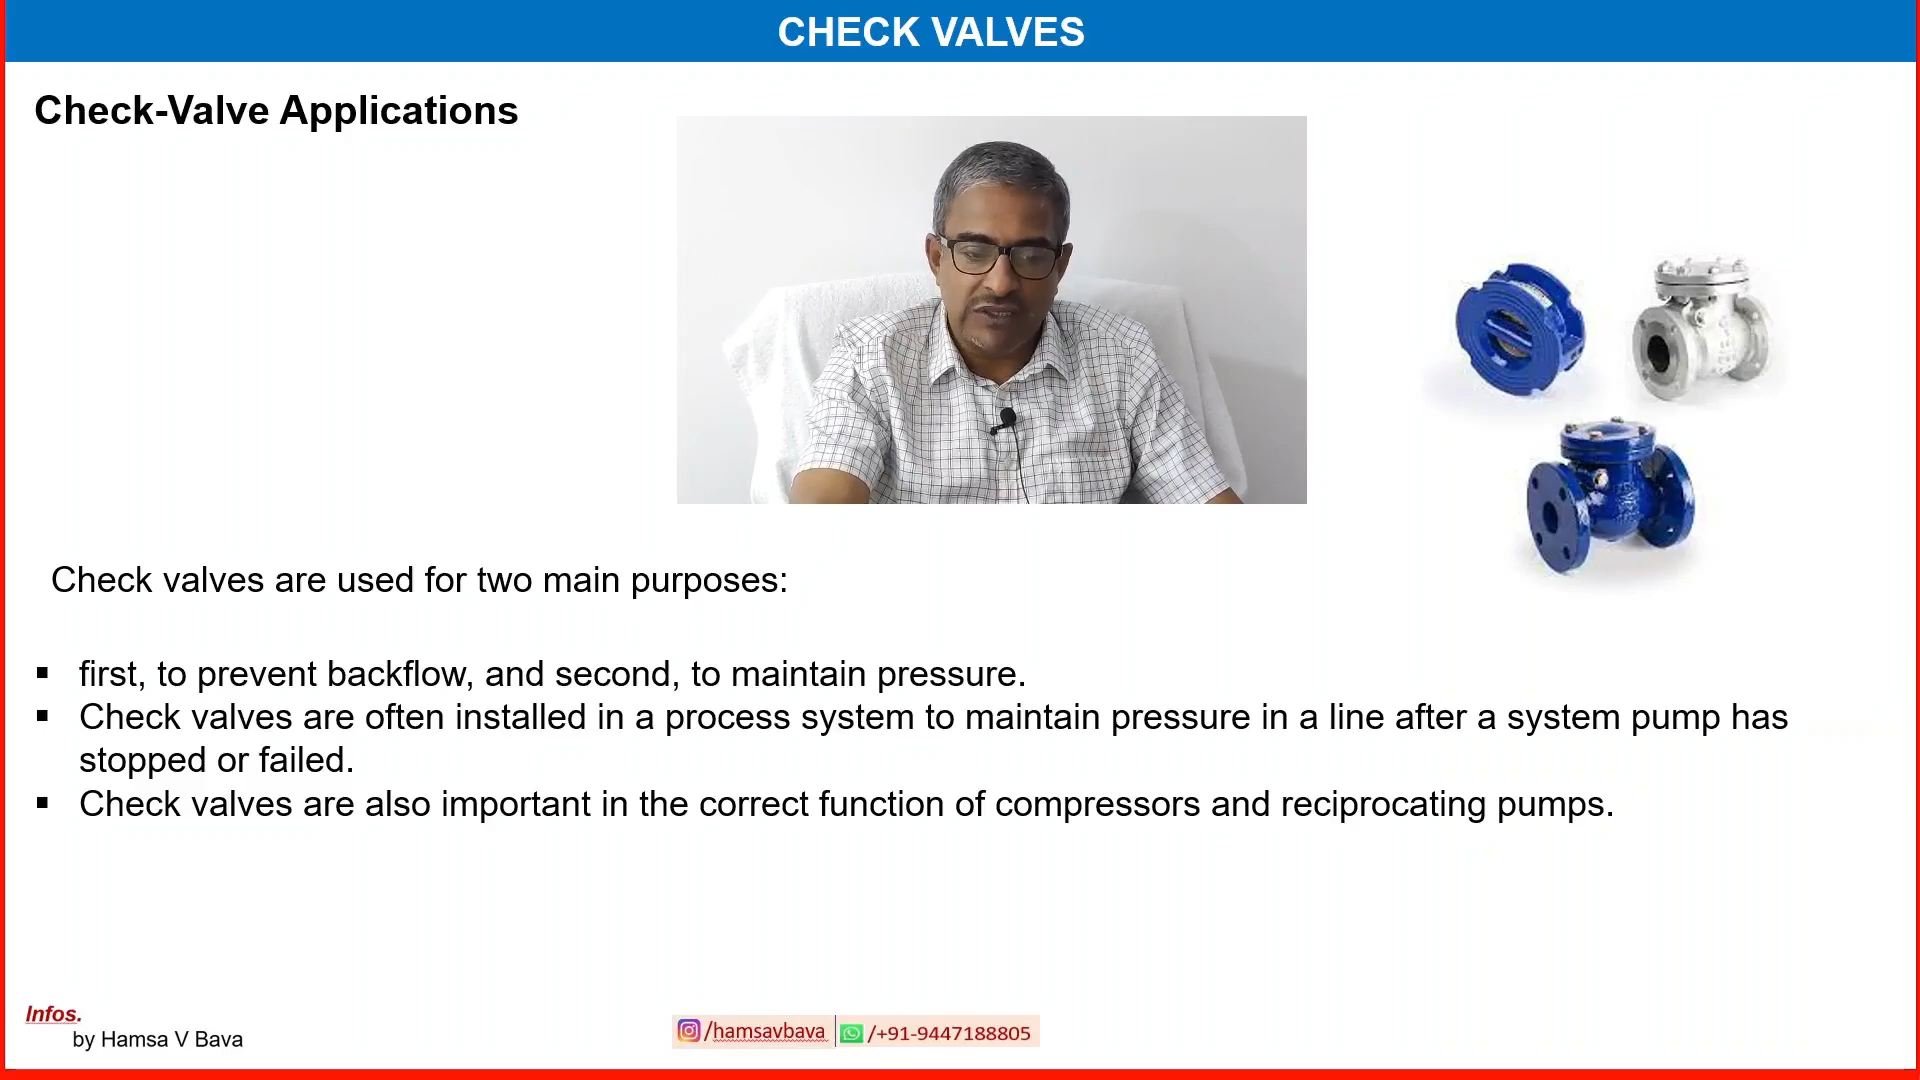 CHECK VALVES
Check-Valve Applications
Check valves are used for two main purposes:
▪ first, to prevent backflow, and second, to maintain pressure.
▪ Check valves are often installed in a process system to maintain pressure in a line after a system pump has
stopped or failed.
▪ Check valves are also important in the correct function of compressors and reciprocating pumps.
Infos.
by Hamsa V Bava
/hamsavbava
/+91-9447188805